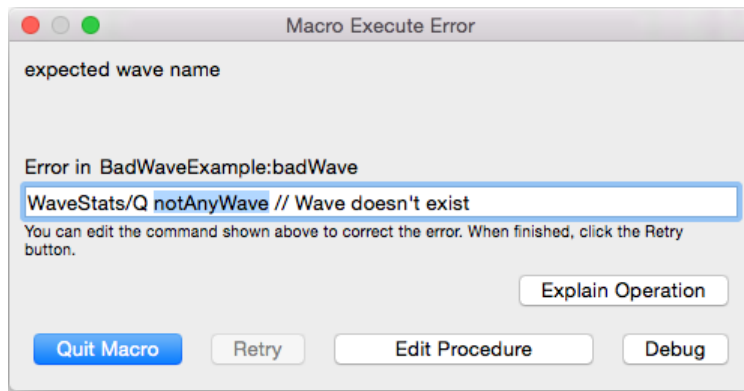 Macro Execute Error
expected wave name
Error in BadWaveExample:badWave
WaveStats/Q notAnyWave // Wave doesn't exist
You can edit the command shown above to correct the error. When finished, click the Retry
button.
Explain Operation
Quit Macro Retry Edit Procedure Debug